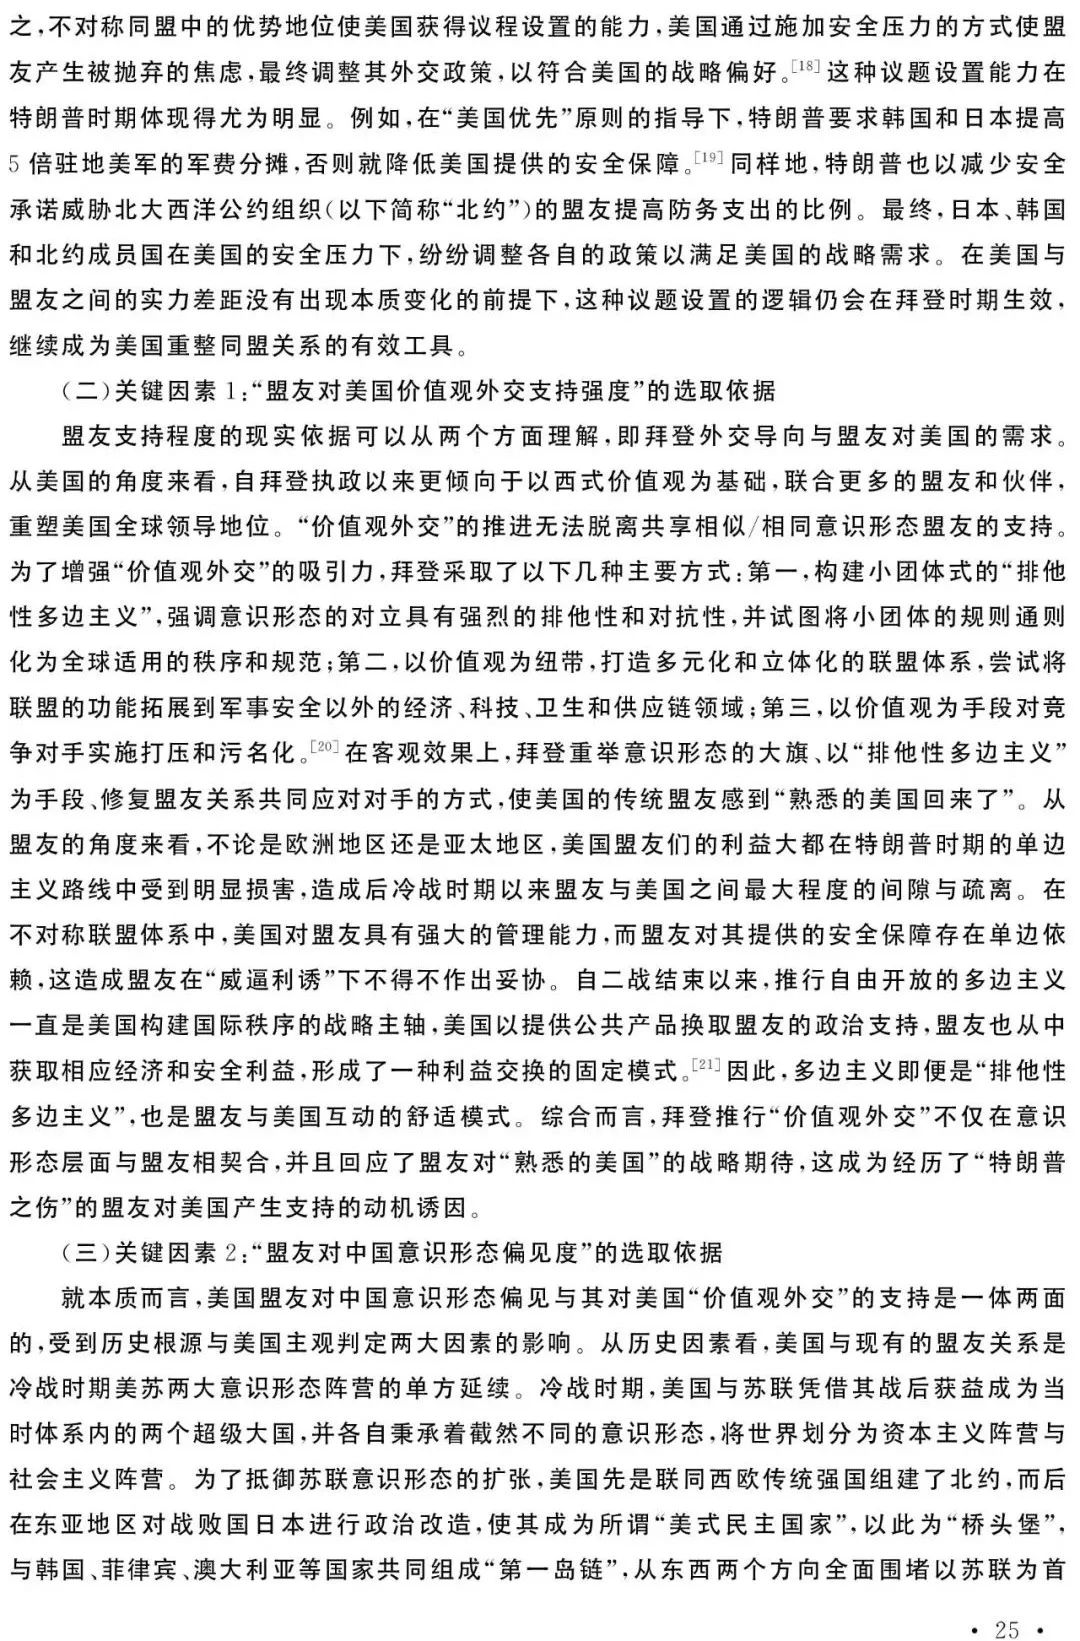 之,不对称同盟中的优势地位使美国获得议程设置的能力,美国通过施加安全压力的方式使盟
友产生被抛弃的焦虑,最终调整其外交政策,以符合美国的战略偏好。[18]这种议题设置能力在
特朗普时期体现得尤为明显。例如,在“美国优先”原则的指导下,特朗普要求韩国和日本提高
5倍驻地美军的军费分摊,否则就降低美国提供的安全保障。[19]同样地,特朗普也以减少安全
承诺威胁北大西洋公约组织(以下简称“北约”)的盟友提高防务支出的比例。最终,日本、韩国
和北约成员国在美国的安全压力下,纷纷调整各自的政策以满足美国的战略需求。在美国与
盟友之间的实力差距没有出现本质变化的前提下,这种议题设置的逻辑仍会在拜登时期生效,
继续成为美国重整同盟关系的有效工具。
(二)关键因素1:“盟友对美国价值观外交支持强度”的选取依据
盟友支持程度的现实依据可以从两个方面理解,即拜登外交导向与盟友对美国的需求。
从美国的角度来看,自拜登执政以来更倾向于以西式价值观为基础,联合更多的盟友和伙伴,
重塑美国全球领导地位。“价值观外交”的推进无法脱离共享相似/相同意识形态盟友的支持。
为了增强“价值观外交”的吸引力,拜登采取了以下几种主要方式:第一,构建小团体式的“排他
性多边主义”,强调意识形态的对立具有强烈的排他性和对抗性,并试图将小团体的规则通则
化为全球适用的秩序和规范;第二,以价值观为纽带,打造多元化和立体化的联盟体系,尝试将
联盟的功能拓展到军事安全以外的经济、科技、卫生和供应链领域;第三,以价值观为手段对竞
争对手实施打压和污名化。[20]在客观效果上,拜登重举意识形态的大旗、以“排他性多边主义”
为手段、修复盟友关系共同应对对手的方式,使美国的传统盟友感到“熟悉的美国回来了”。从
盟友的角度来看,不论是欧洲地区还是亚太地区,美国盟友们的利益大都在特朗普时期的单边
主义路线中受到明显损害,造成后冷战时期以来盟友与美国之间最大程度的间隙与疏离。在
不对称联盟体系中,美国对盟友具有强大的管理能力,而盟友对其提供的安全保障存在单边依
赖,这造成盟友在“威逼利诱”下不得不作出妥协。自二战结束以来,推行自由开放的多边主义
一直是美国构建国际秩序的战略主轴,美国以提供公共产品换取盟友的政治支持,盟友也从中
获取相应经济和安全利益,形成了一种利益交换的固定模式。[21]因此,多边主义即便是“排他性
多边主义”,也是盟友与美国互动的舒适模式。综合而言,拜登推行“价值观外交”不仅在意识
形态层面与盟友相契合,并且回应了盟友对“熟悉的美国”的战略期待,这成为经历了“特朗普
之伤”的盟友对美国产生支持的动机诱因。
(三)关键因素2:“盟友对中国意识形态偏见度”的选取依据
就本质而言,美国盟友对中国意识形态偏见与其对美国“价值观外交”的支持是一体两面
的,受到历史根源与美国主观判定两大因素的影响。从历史因素看,美国与现有的盟友关系是
冷战时期美苏两大意识形态阵营的单方延续。冷战时期,美国与苏联凭借其战后获益成为当
时体系内的两个超级大国,并各自秉承着截然不同的意识形态,将世界划分为资本主义阵营与
社会主义阵营。为了抵御苏联意识形态的扩张,美国先是联同西欧传统强国组建了北约,而后
在东亚地区对战败国日本进行政治改造,使其成为所谓“美式民主国家”,以此为“桥头堡”,
与韩国、菲律宾、澳大利亚等国家共同组成“第一岛链”,从东西两个方向全面围堵以苏联为首
• 25 •